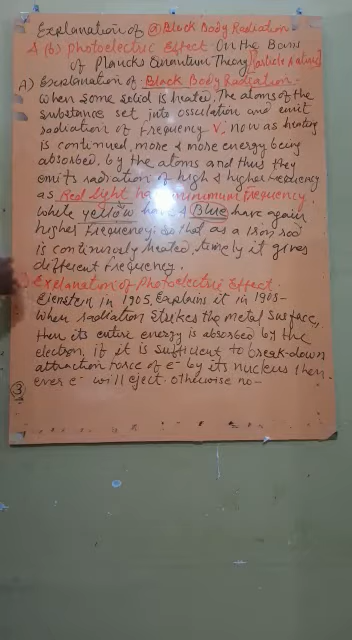 Explanation of (a) Black Body Radiation
& (b) Photoelectric Effect. On the Basis
of Plancks Quantum Theory [Particle Nature]
A) Explanation of Black Body Radiation.
When some solid is heated, The atoms of the
substance set into oscillation and emit
radiation of Frequency ν. Now as heating
is continued, more & more energy being
absorbed by the atoms and thus they
emits radiation of high & higher frequency
as Red light has minimum frequency.
while yellow have & Blue have again
higher Frequency. so that as a Iron rod
is continuously heated, it gives
different frequency.
Explanation of Photoelectric Effect.
Eienstein in 1905, Explains it in 1905-
When radiation strikes the metal surface,
then its entire energy is absorbed by the
electron, if it is sufficient to break-down
attraction Force of e⁻ by its nucleus then
ever e⁻ will eject. otherwise no-
3